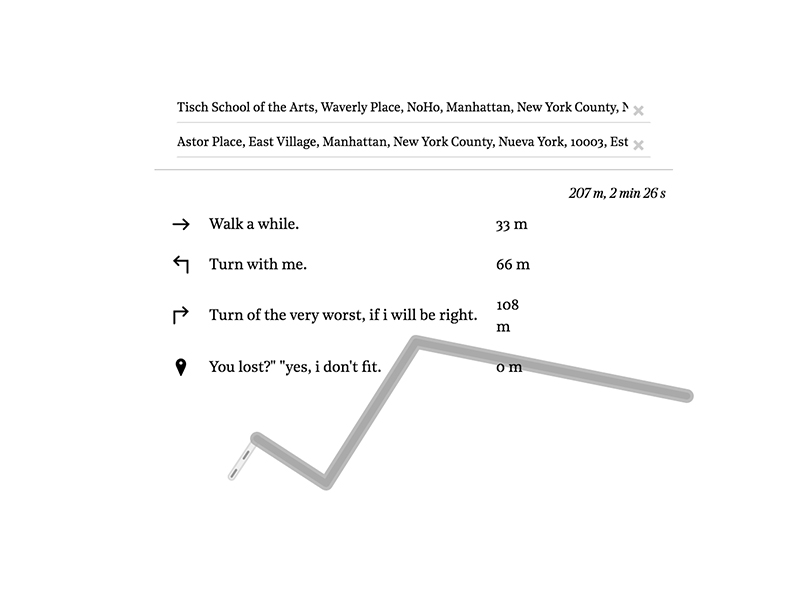 Tisch School of the Arts, Waverly Place, NoHo, Manhattan, New York County, N
Astor Place, East Village, Manhattan, New York County, Nueva York, 10003, Est
207 m, 2 min 26 s
Walk a while. 33 m
Turn with me. 66 m
Turn of the very worst, if i will be right. 108
m
You lost?" "yes, i don't fit. 0 m